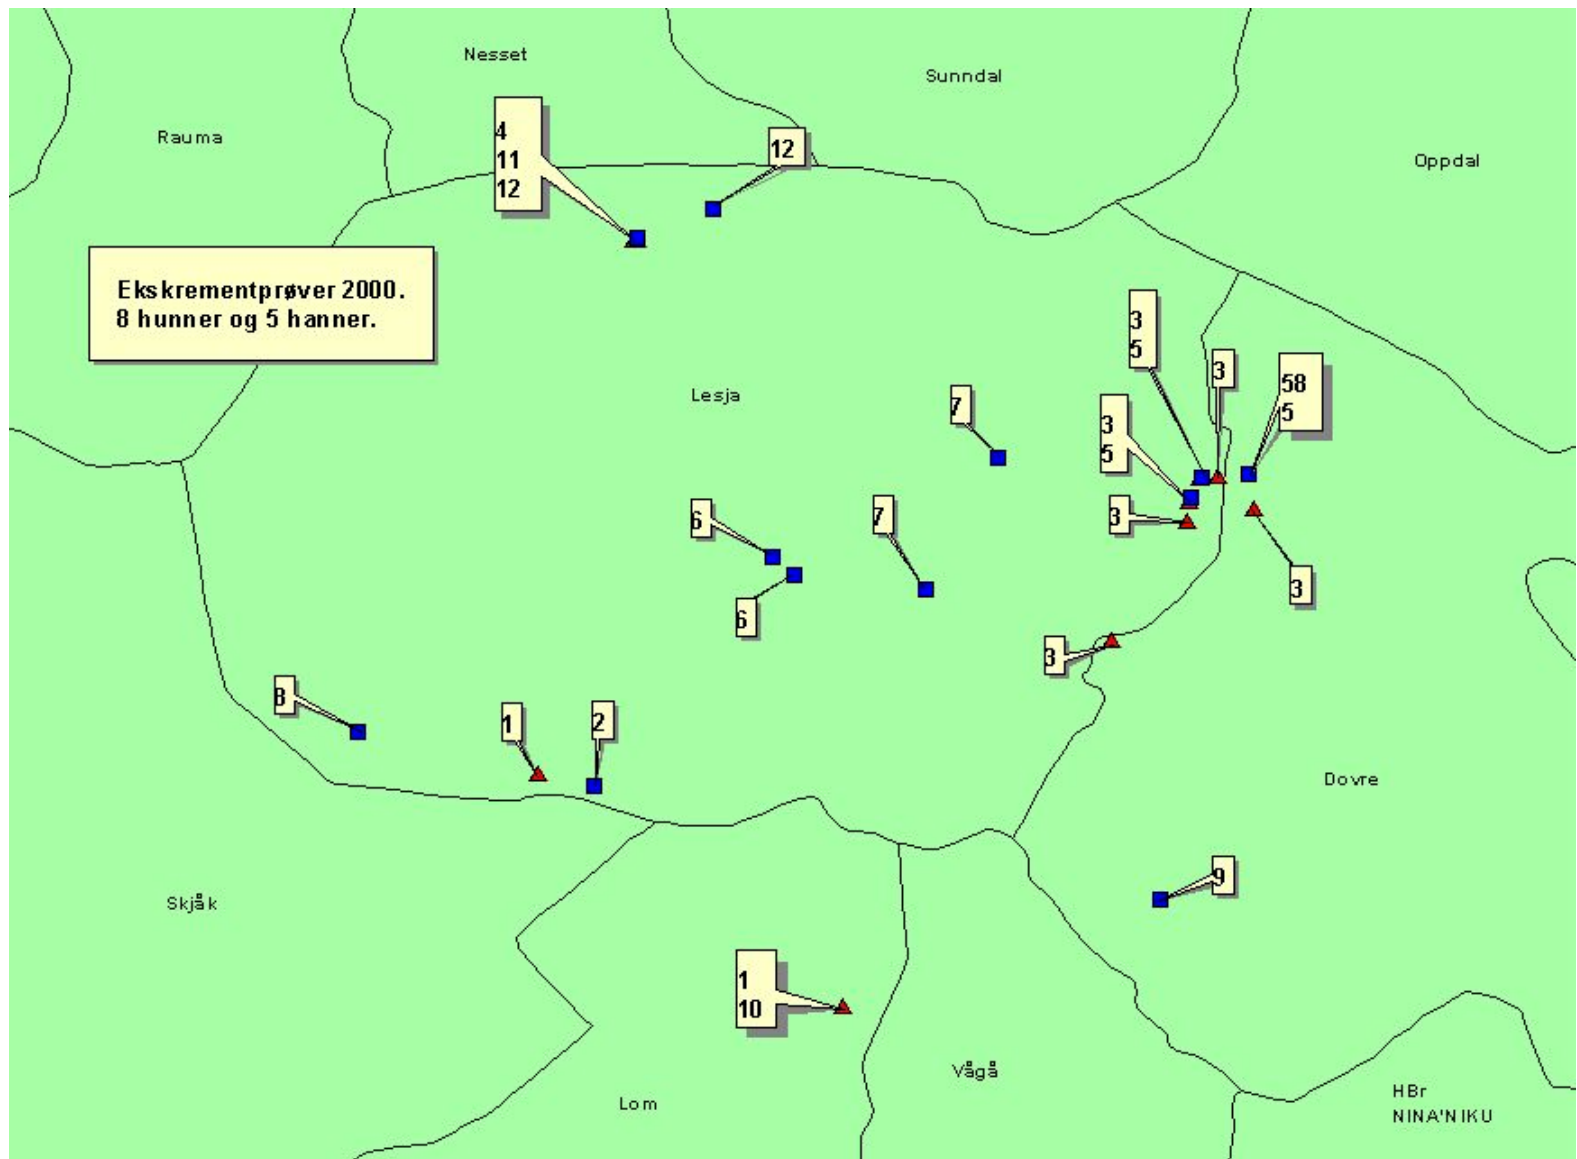 Nesset
Sunndal
Rauma
Oppdal
4
11
12
12
Ekskrementprøver 2000.
8 hunner og 5 hanner.
Lesja
3
5
3
58
5
7
3
5
6
7
3
3
6
3
8
1
2
Dovre
9
Skjåk
1
10
Vågå
Lom
HBr
NINA'NIKU